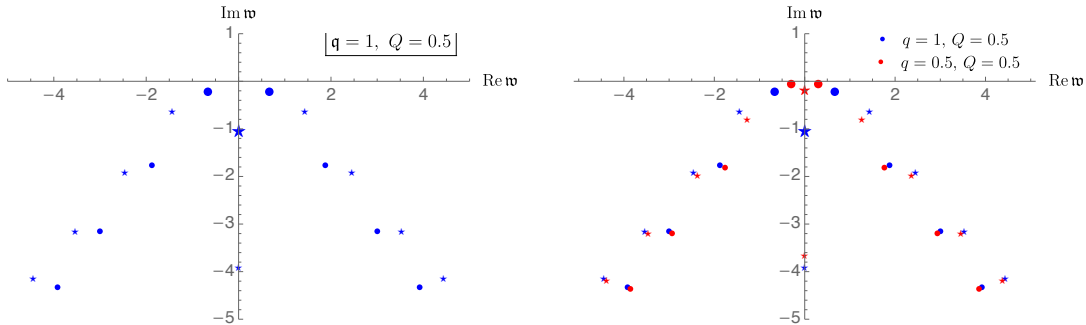 Im 𝔴
1
𝔮 = 1, Q = 0.5
Re 𝔴
−4
−2
2
4
−1
−2
−3
−4
−5
Im 𝔴
1
q = 1, Q = 0.5
q = 0.5, Q = 0.5
Re 𝔴
−4
−2
2
4
−1
−2
−3
−4
−5